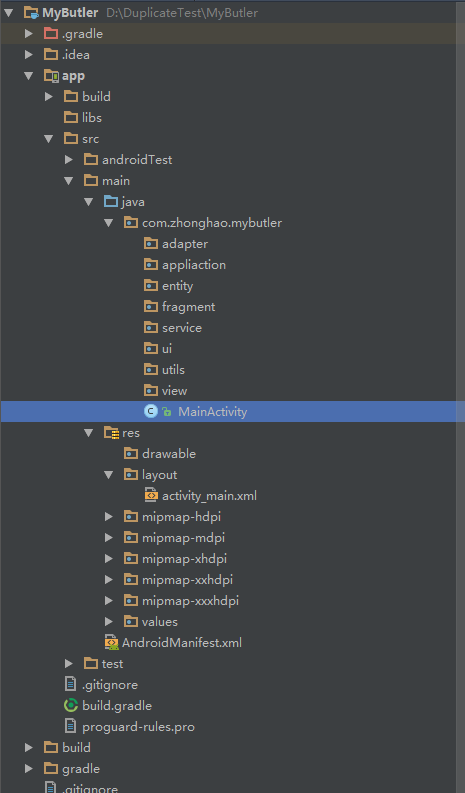 MyButler D:\DuplicateTest\MyButler
.gradle
.idea
app
build
libs
src
androidTest
main
java
com.zhonghao.mybutler
adapter
appliaction
entity
fragment
service
ui
utils
view
MainActivity
res
drawable
layout
activity_main.xml
mipmap-hdpi
mipmap-mdpi
mipmap-xhdpi
mipmap-xxhdpi
mipmap-xxxhdpi
values
AndroidManifest.xml
test
.gitignore
build.gradle
proguard-rules.pro
build
gradle
.gitignore